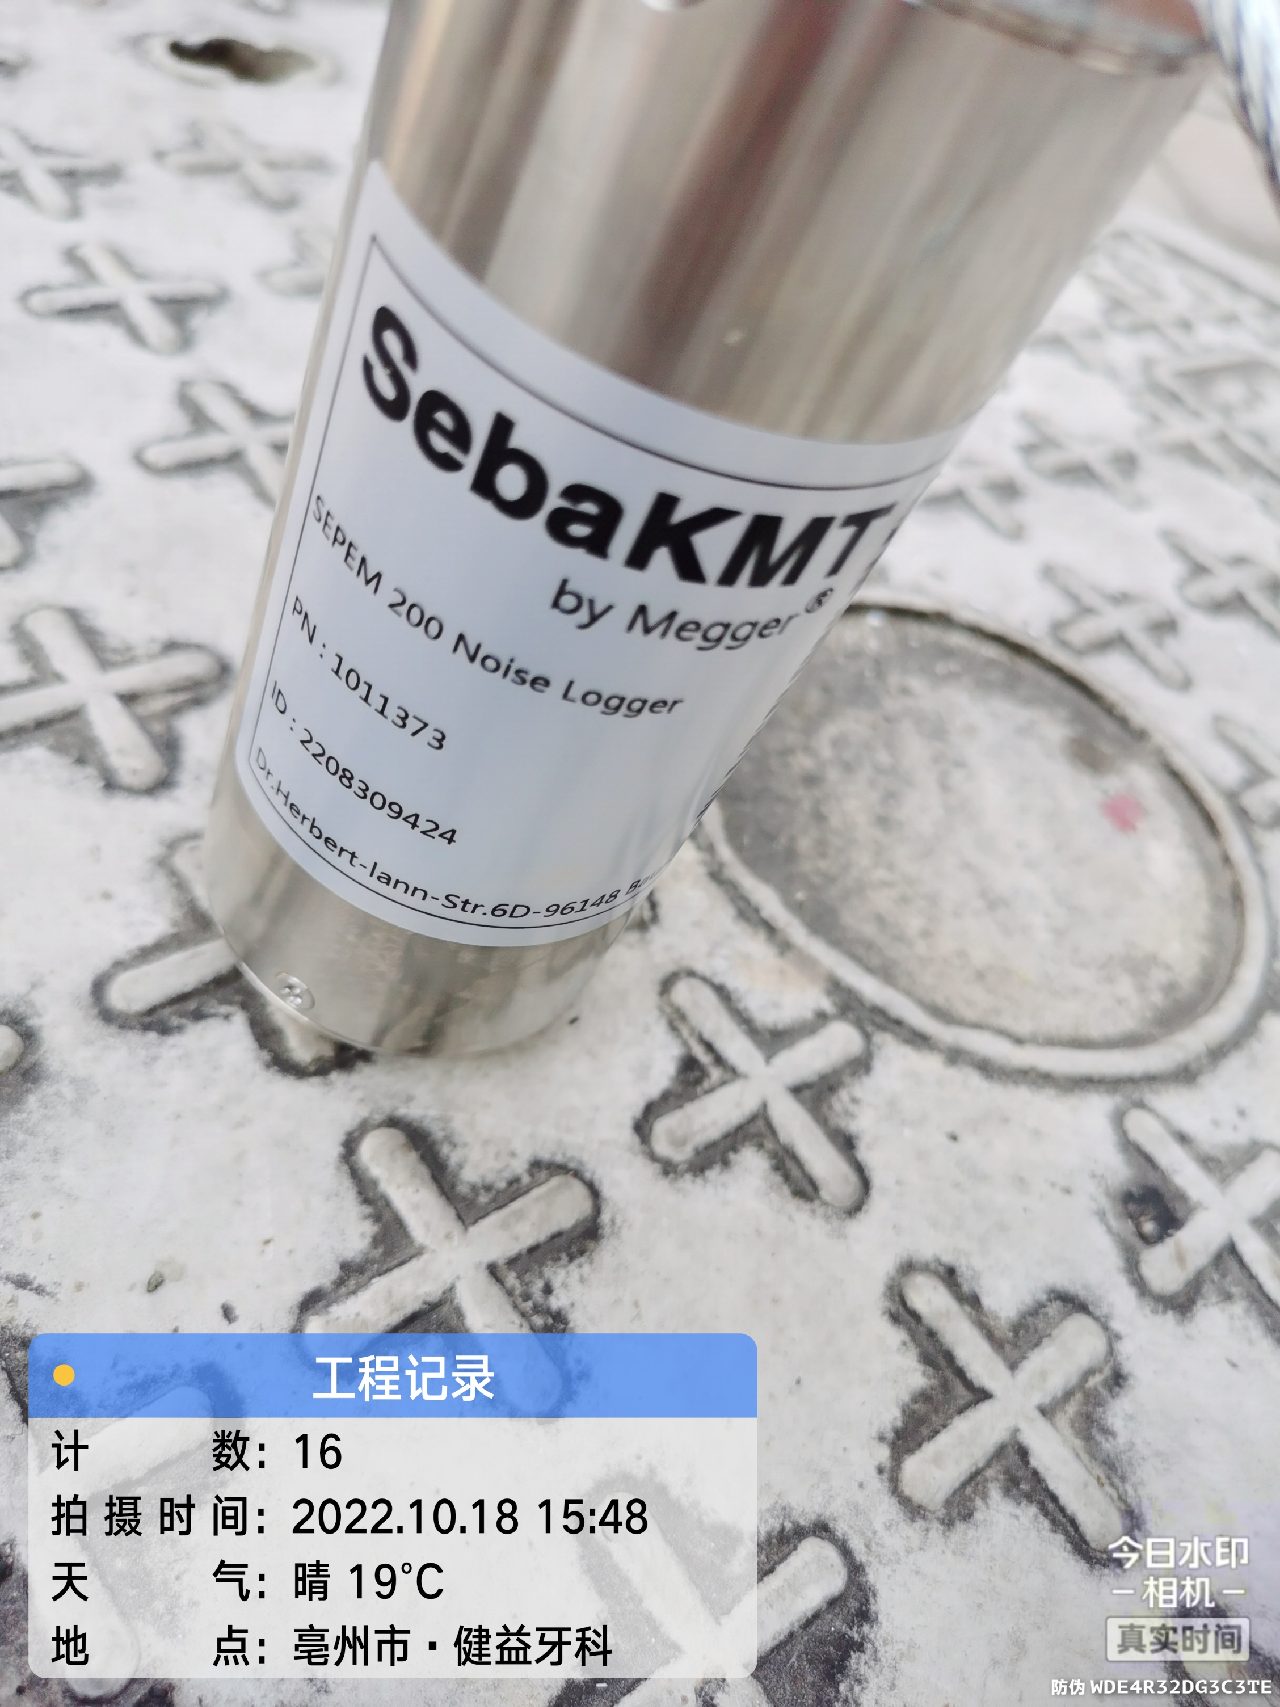 SebaKMT
by Megger®
SEPEM 200 Noise Logger
PN : 1011373
ID : 2208309424
Dr.Herbert-Iann-Str.6D-96148
工程记录
计数：16
拍摄时间：2022.10.18 15:48
天气：晴 19°C
地点：亳州市·健益牙科
今日水印
相机
真实时间
防伪 WDE4R32DG3C3TE